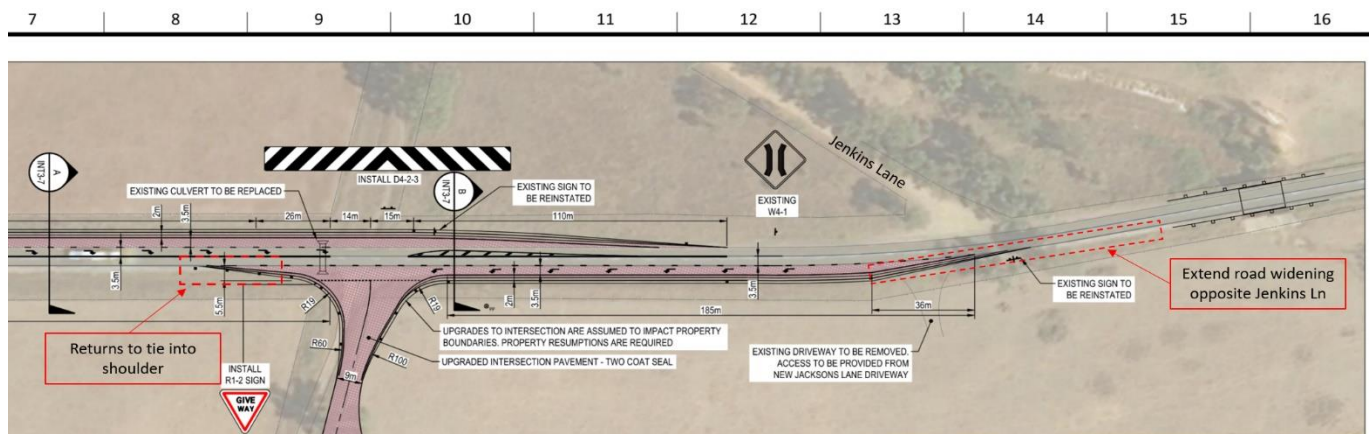 7 8 9 10 11 12 13 14 15 16
Jenkins Lane
A
INT3-7
INSTALL D4-2-3
B
INT3-7
EXISTING SIGN TO
BE REINSTATED
EXISTING
W4-1
EXISTING CULVERT TO BE REPLACED
2m
3.5m
26m
14m
15m
110m
3.5m
5.5m
2m
3.5m
3.5m
R19
R19
185m
36m
EXISTING SIGN TO
BE REINSTATED
Extend road widening
opposite Jenkins Ln
Returns to tie into
shoulder
R60
R100
9m
UPGRADES TO INTERSECTION ARE ASSUMED TO IMPACT PROPERTY
BOUNDARIES. PROPERTY RESUMPTIONS ARE REQUIRED
UPGRADED INTERSECTION PAVEMENT - TWO COAT SEAL
EXISTING DRIVEWAY TO BE REMOVED.
ACCESS TO BE PROVIDED FROM
NEW JACKSONS LANE DRIVEWAY
INSTALL
R1-2 SIGN
GIVE
WAY